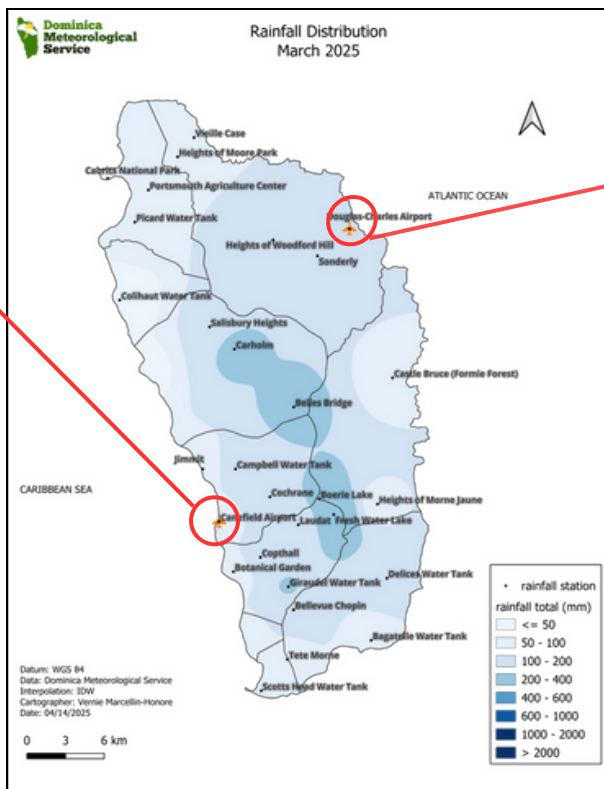 Dominica
Meteorological
Service
Rainfall Distribution
March 2025
Vieille Case
Heights of Moore Park
Cabrits National Park
Portsmouth Agriculture Center
ATLANTIC OCEAN
Picard Water Tank
Douglas-Charles Airport
Heights of Woodford Hill
Sonderly
Colihaut Water Tank
Salisbury Heights
Carholm
Castle Bruce (Formie Forest)
Belles Bridge
Jimmit
Campbell Water Tank
CARIBBEAN SEA
Cochrane
Boerie Lake
Heights of Morne Jaune
Canefield Airport
Laudat
Fresh Water Lake
Copthall
Botanical Garden
Giraudel Water Tank
Delices Water Tank
Bellevue Chopin
Bagatelle Water Tank
Tete Morne
Scotts Head Water Tank
rainfall station
rainfall total (mm)
<= 50
50 - 100
100 - 200
200 - 400
400 - 600
600 - 1000
1000 - 2000
> 2000
Datum: WGS 84
Data: Dominica Meteorological Service
Interpolation: IDW
Cartographer: Vernie Marcellin-Honore
Date: 04/14/2025
0 3 6 km